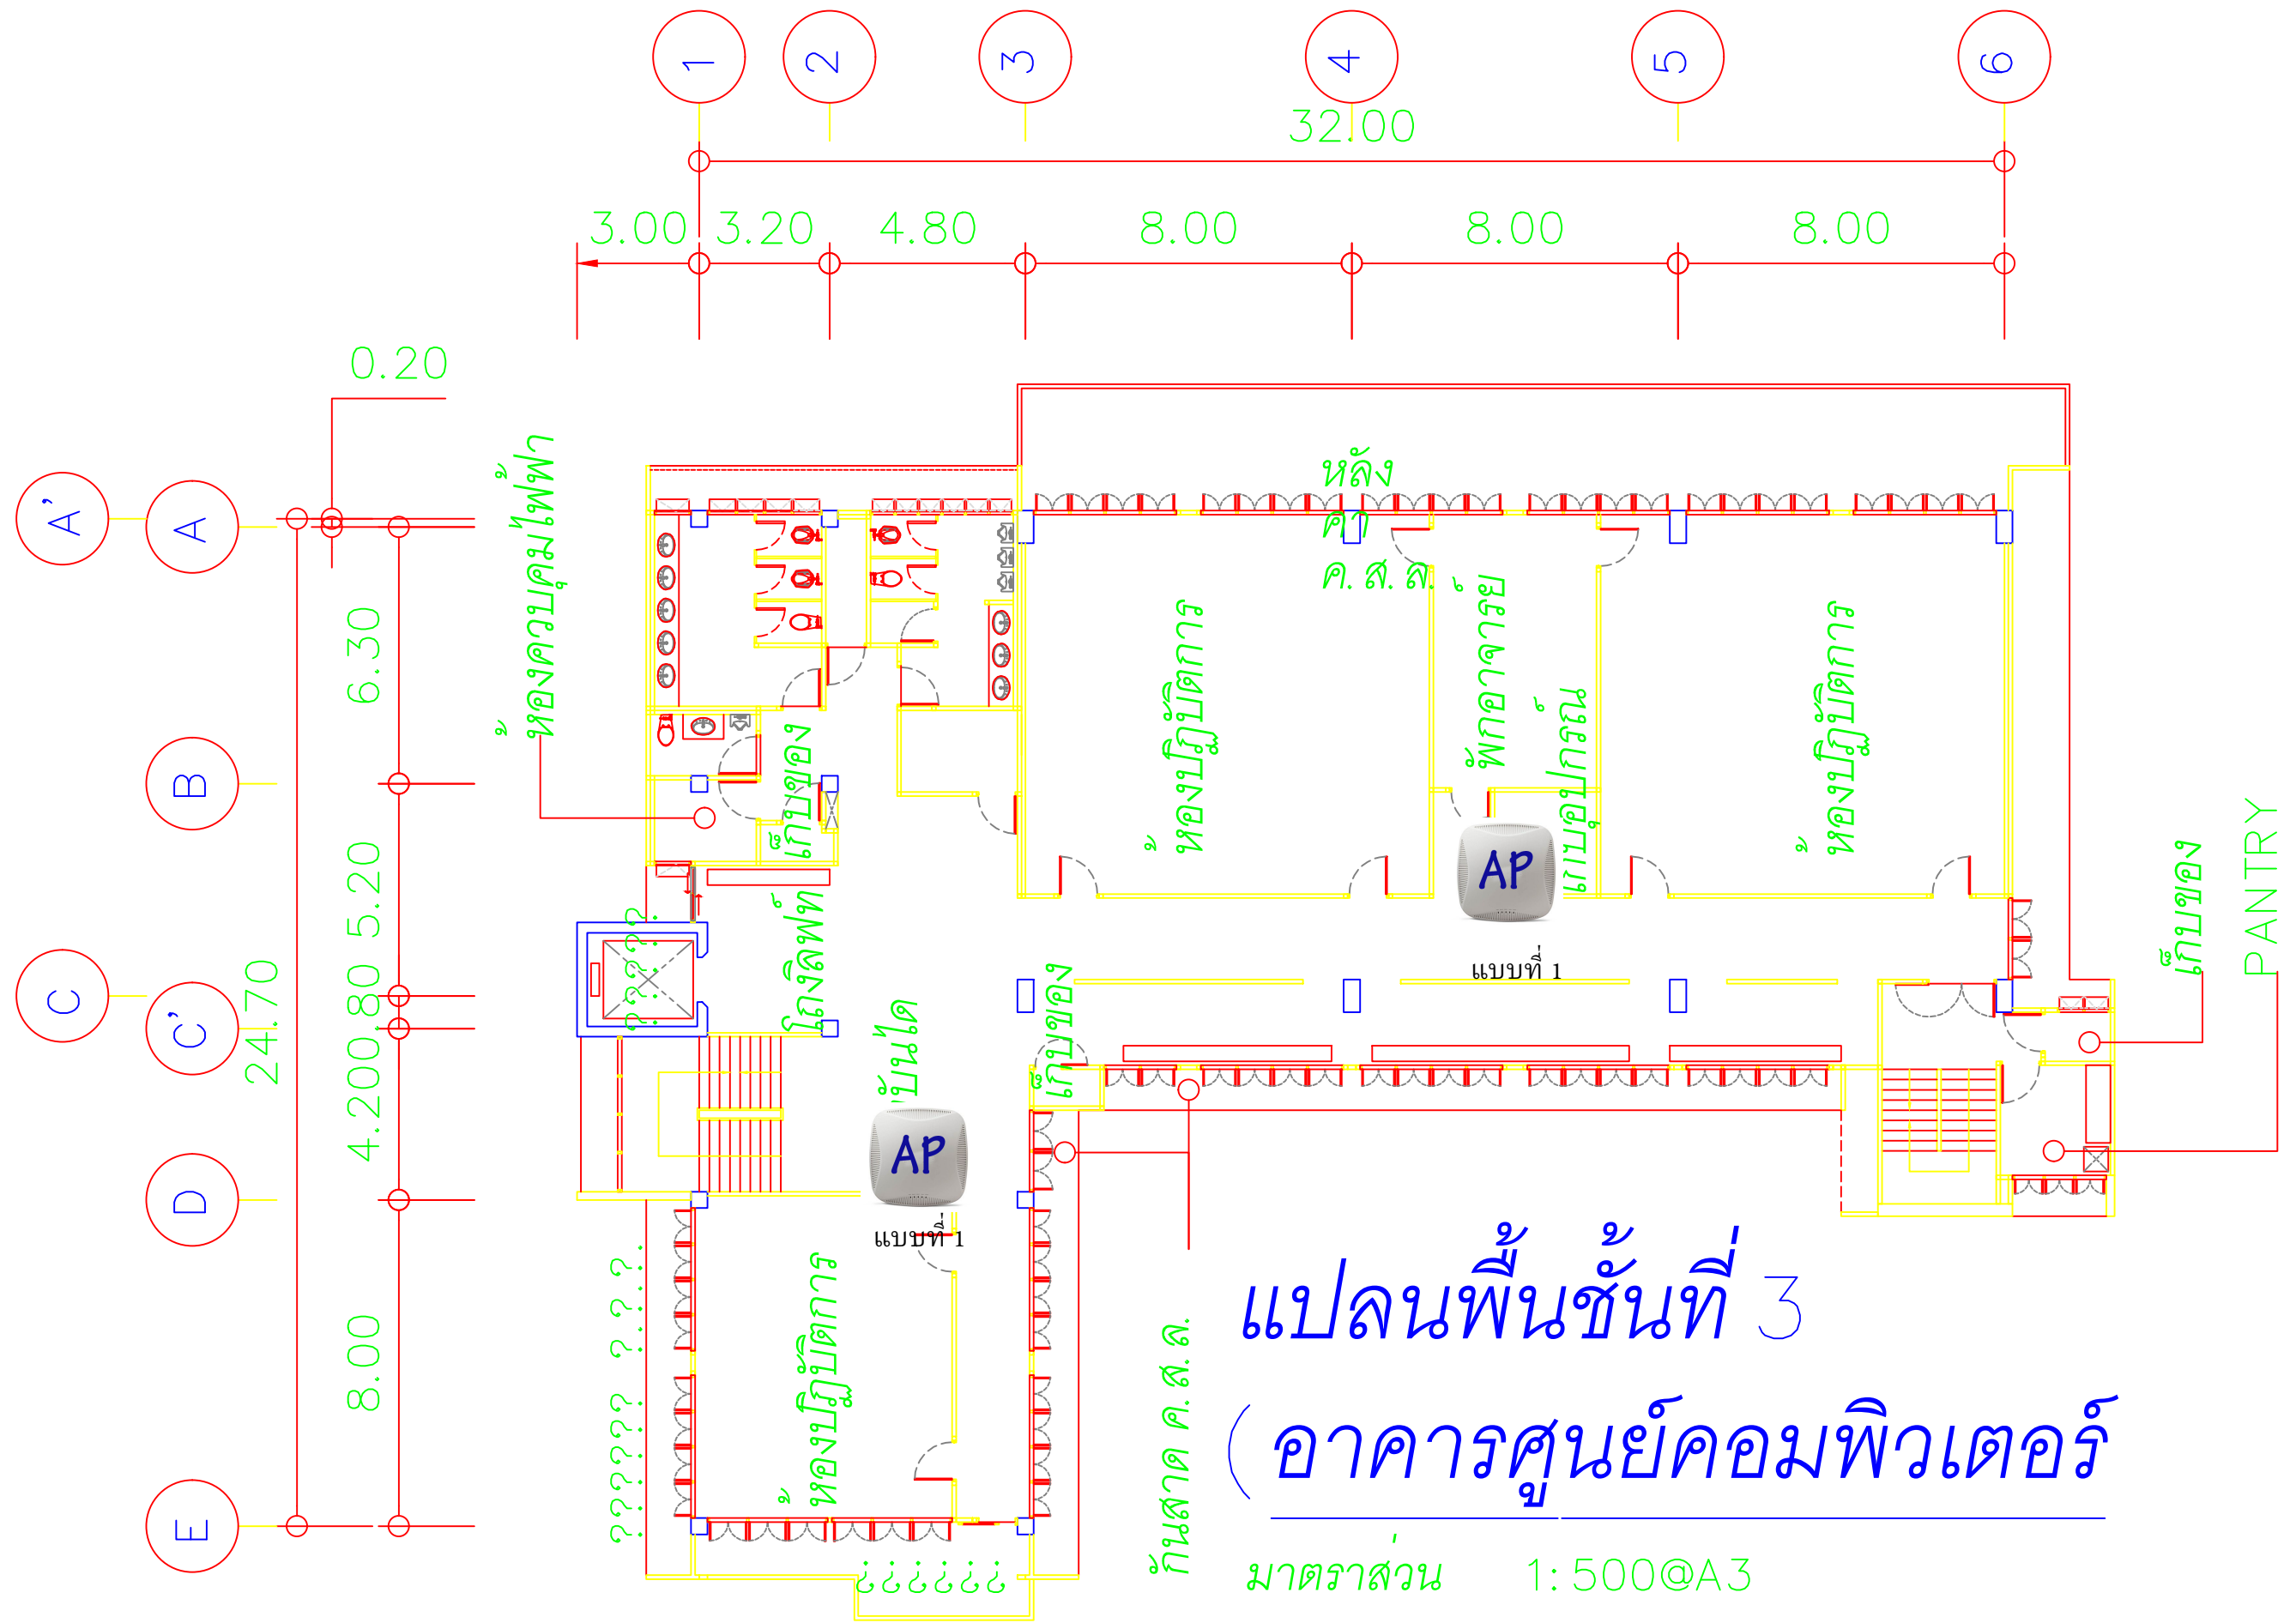 1
2
3
4
5
6
32.00
3.00
3.20
4.80
8.00
8.00
8.00
0.20
A'
A
B
C
C'
D
E
6.30
5.20
0.80
4.20
8.00
24.70
ห้องควบคุมไฟฟ้า
หลัง
คา
ค.ส.ล.
ห้องปฏิบัติการ
พักอาจารย์
เก็บอุปกรณ์
ห้องปฏิบัติการ
เก็บของ
โถงลิฟท์
บันได
เก็บของ
เก็บของ
PANTRY
AP
แบบที่ 1
AP
แบบที่ 1
ห้องปฏิบัติการ
กันสาด ค.ส.ล.
???.?.
?.?.?.
??????.
??????
แปลนพื้นชั้นที่ 3
(อาคารศูนย์คอมพิวเตอร์
มาตราส่วน 1:500@A3